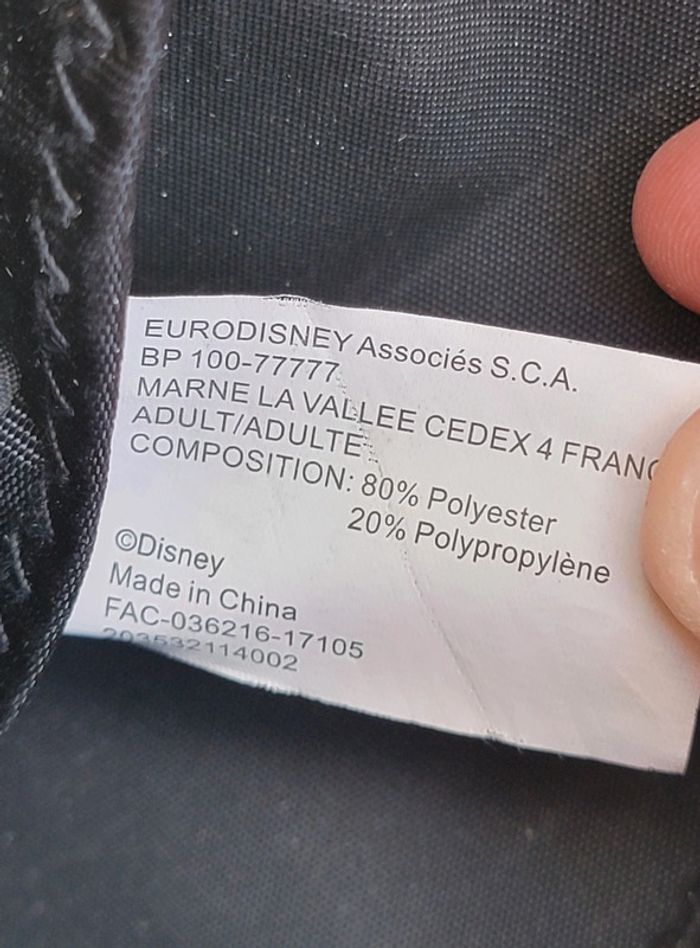 EURODISNEY Associés S.C.A.
BP 100-77777
MARNE LA VALLEE CEDEX 4 FRANC
ADULT/ADULTE
COMPOSITION: 80% Polyester
20% Polypropylène
©Disney
Made in China
FAC-036216-17105
203532114002